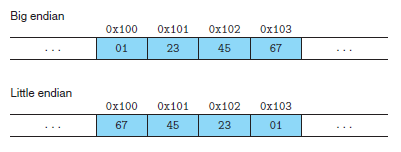 Big endian
0x100 0x101 0x102 0x103
... 01 23 45 67 ...
Little endian
0x100 0x101 0x102 0x103
... 67 45 23 01 ...